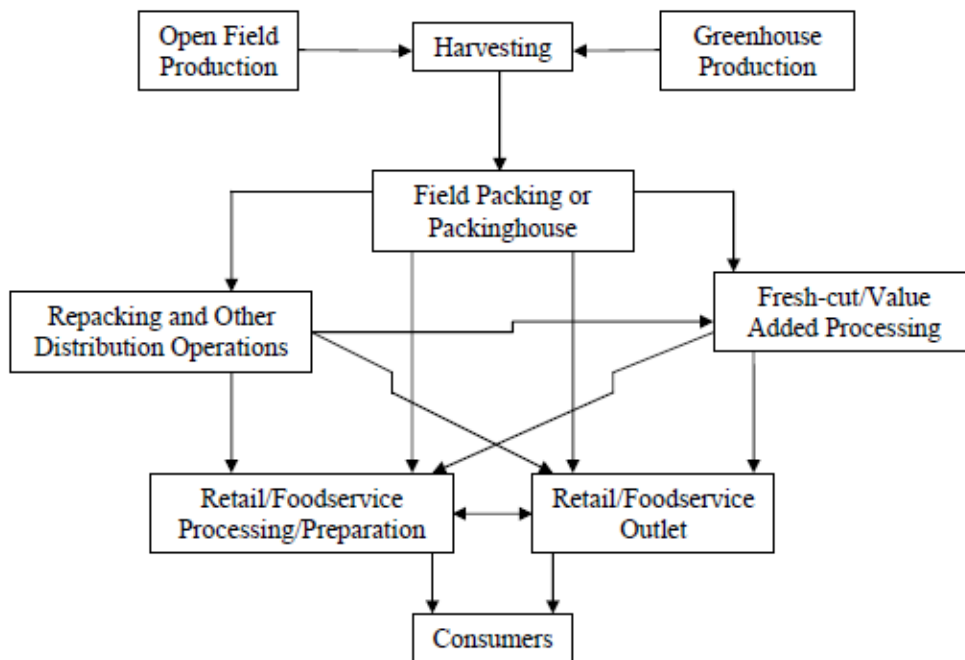 Open Field
Production
Harvesting
Greenhouse
Production
Field Packing or
Packinghouse
Repacking and Other
Distribution Operations
Fresh-cut/Value
Added Processing
Retail/Foodservice
Processing/Preparation
Retail/Foodservice
Outlet
Consumers